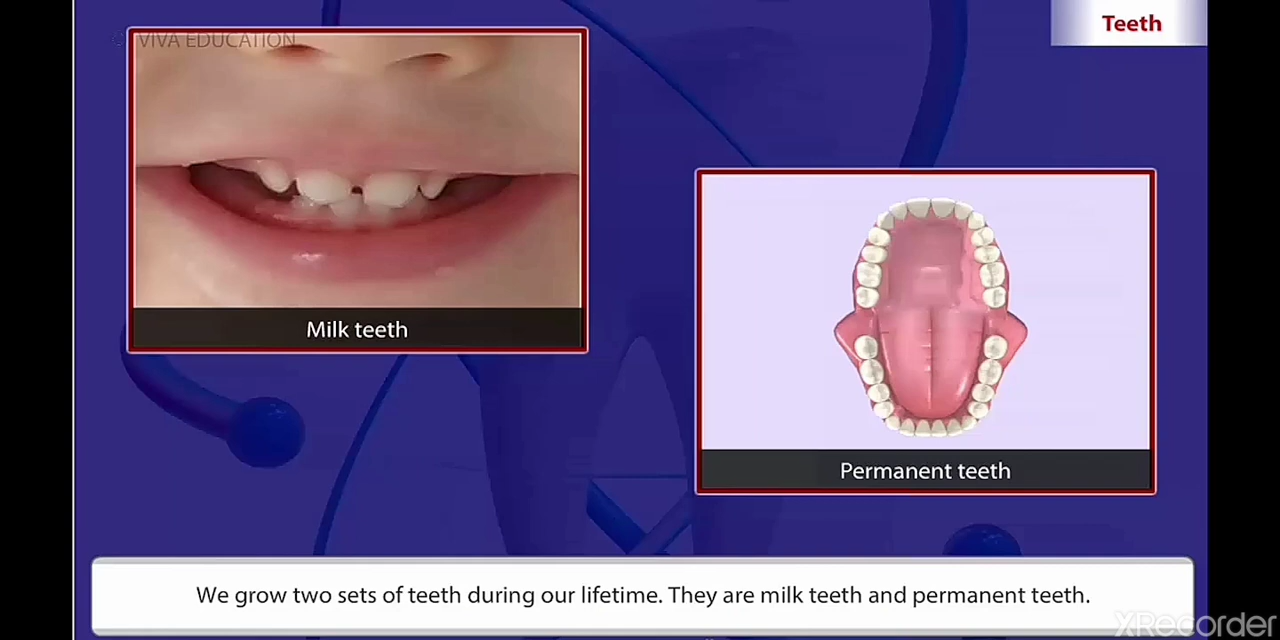 Teeth
© VIVA EDUCATION
Milk teeth
Permanent teeth
We grow two sets of teeth during our lifetime. They are milk teeth and permanent teeth.
XRecorder